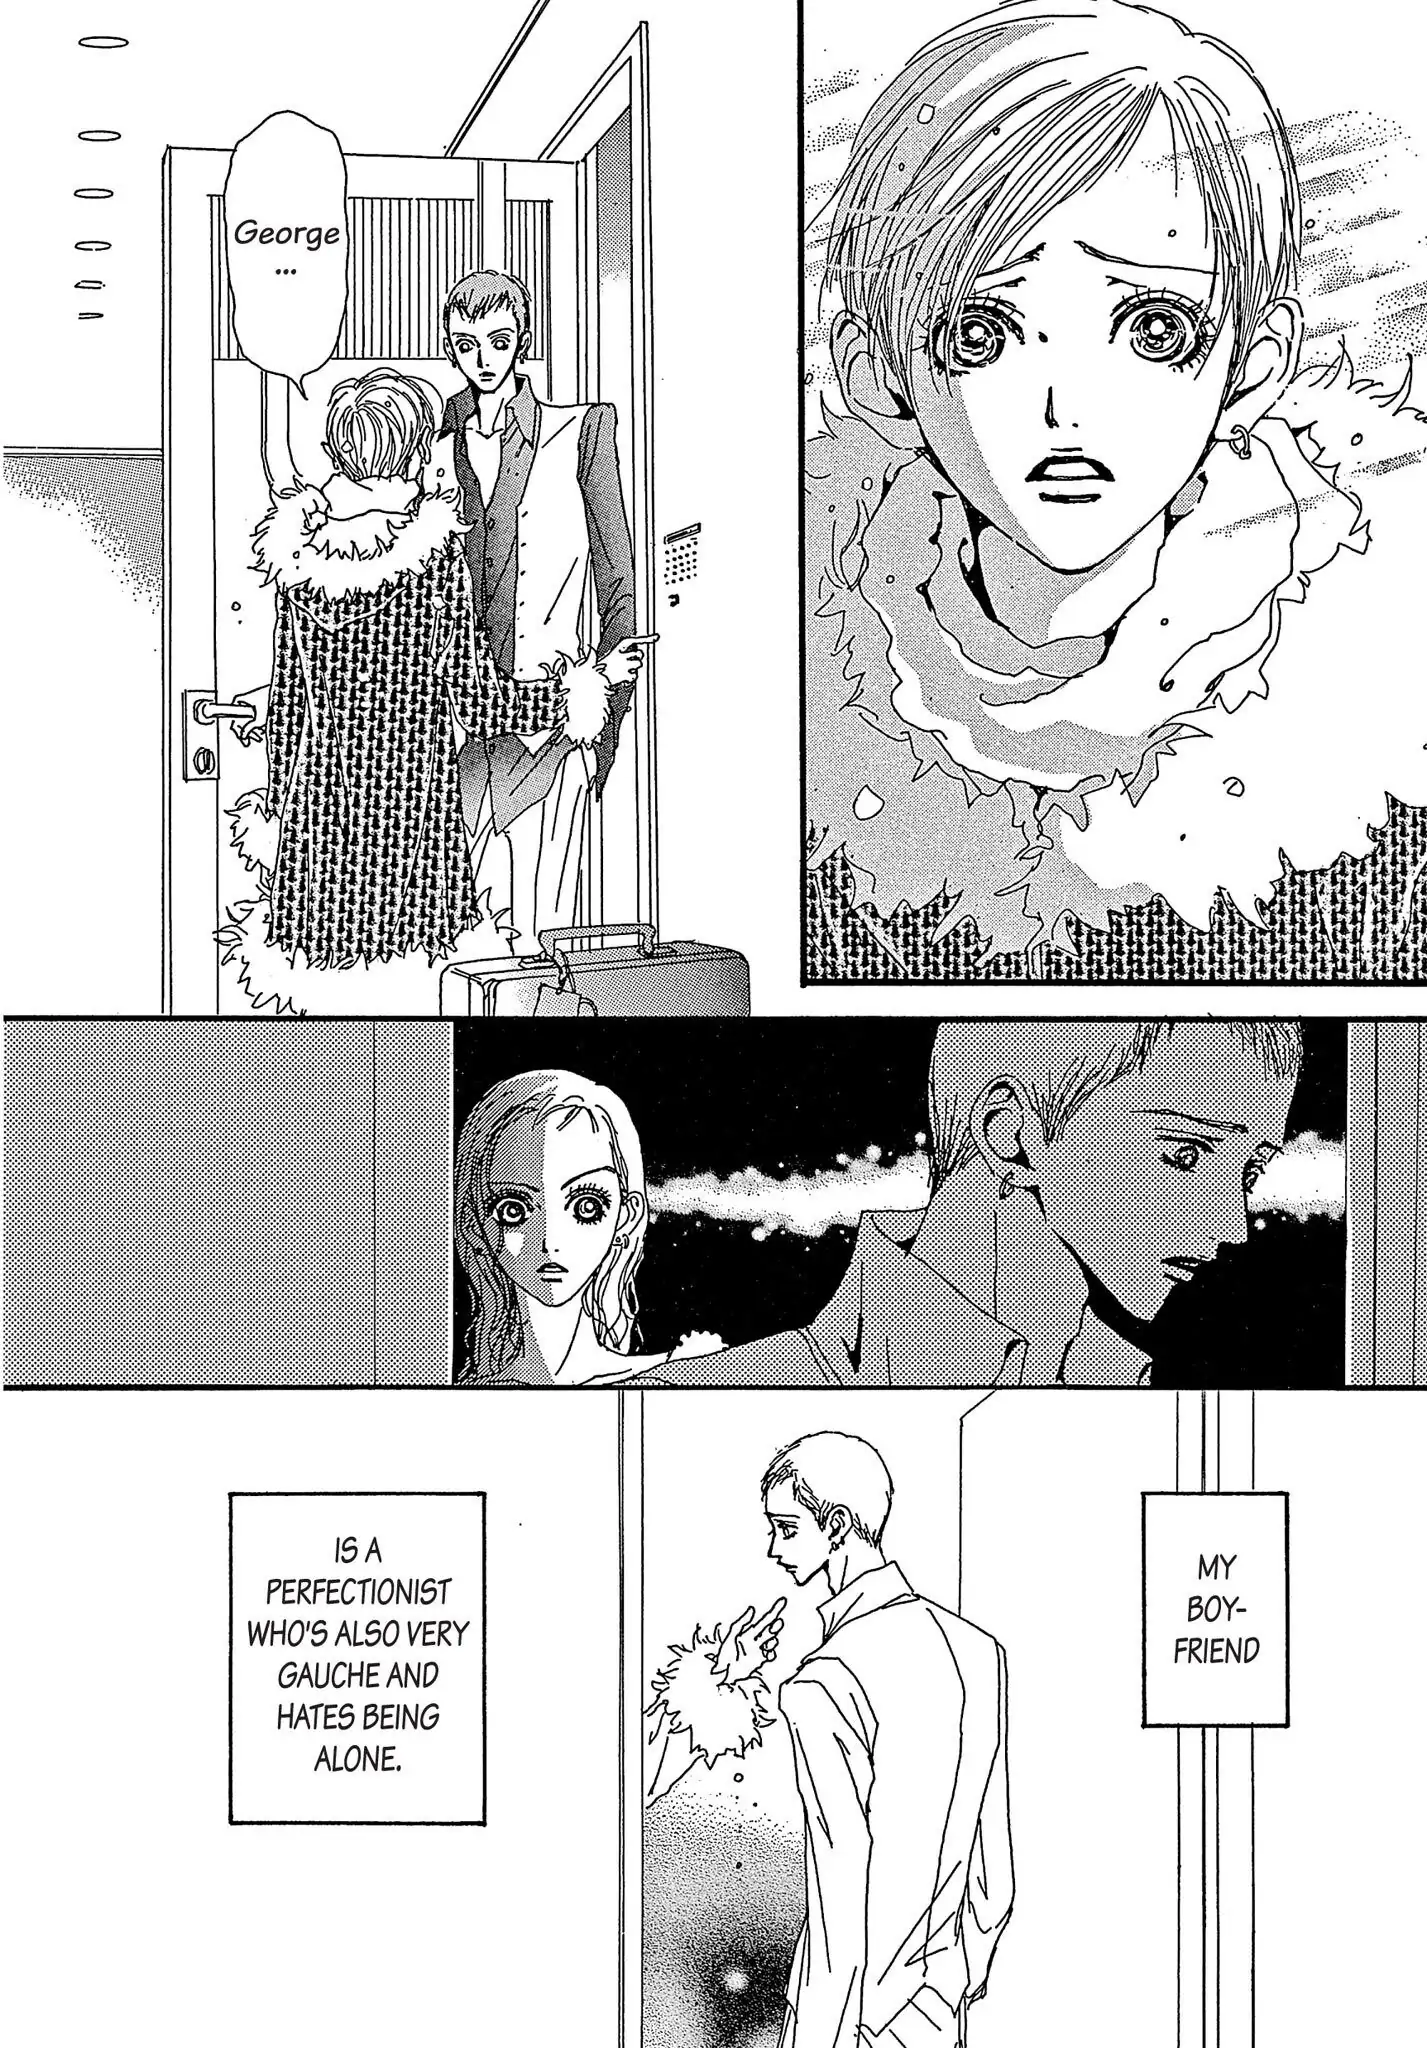 George
...
MY
BOY-
FRIEND
IS A
PERFECTIONIST
WHO'S ALSO VERY
GAUCHE AND
HATES BEING
ALONE.